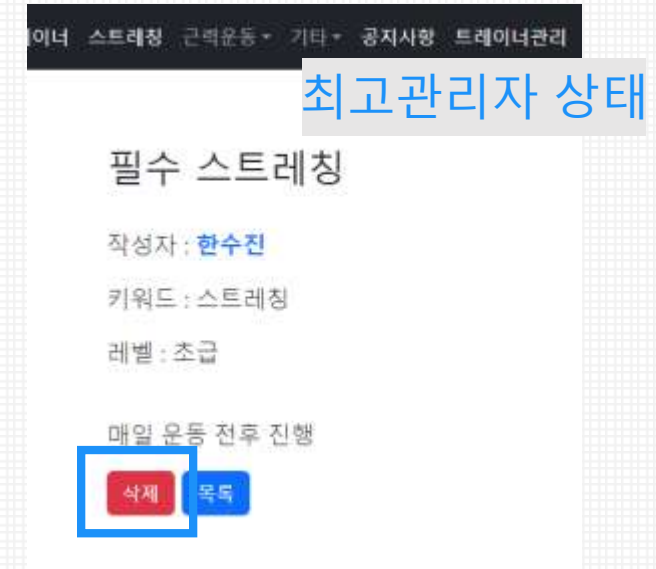 이너 스트레칭 근력운동 기타 공지사항 트레이너관리
최고관리자 상태
필수 스트레칭
작성자 : 한수진
키워드 : 스트레칭
레벨 : 초급
매일 운동 전후 진행
삭제 목록